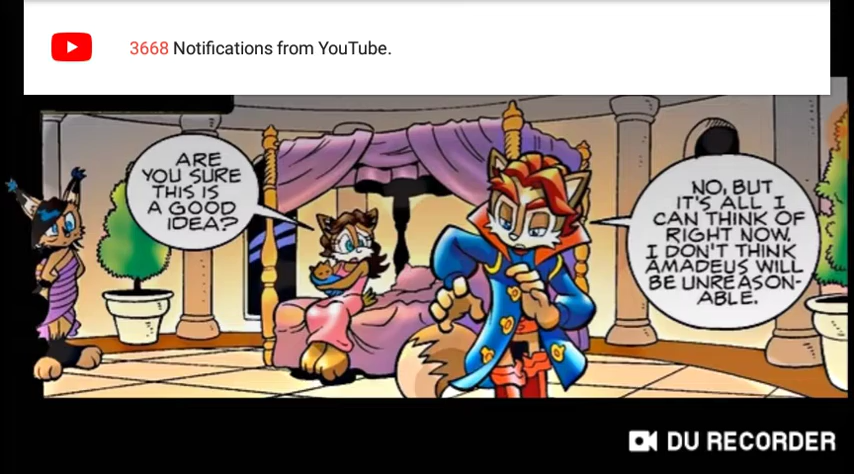 3668 Notifications from YouTube.
ARE
YOU SURE
THIS IS
A GOOD
IDEA?
NO, BUT
IT'S ALL I
CAN THINK OF
RIGHT NOW.
I DON'T THINK
AMADEUS WILL
BE UNREASON-
ABLE.
DU RECORDER